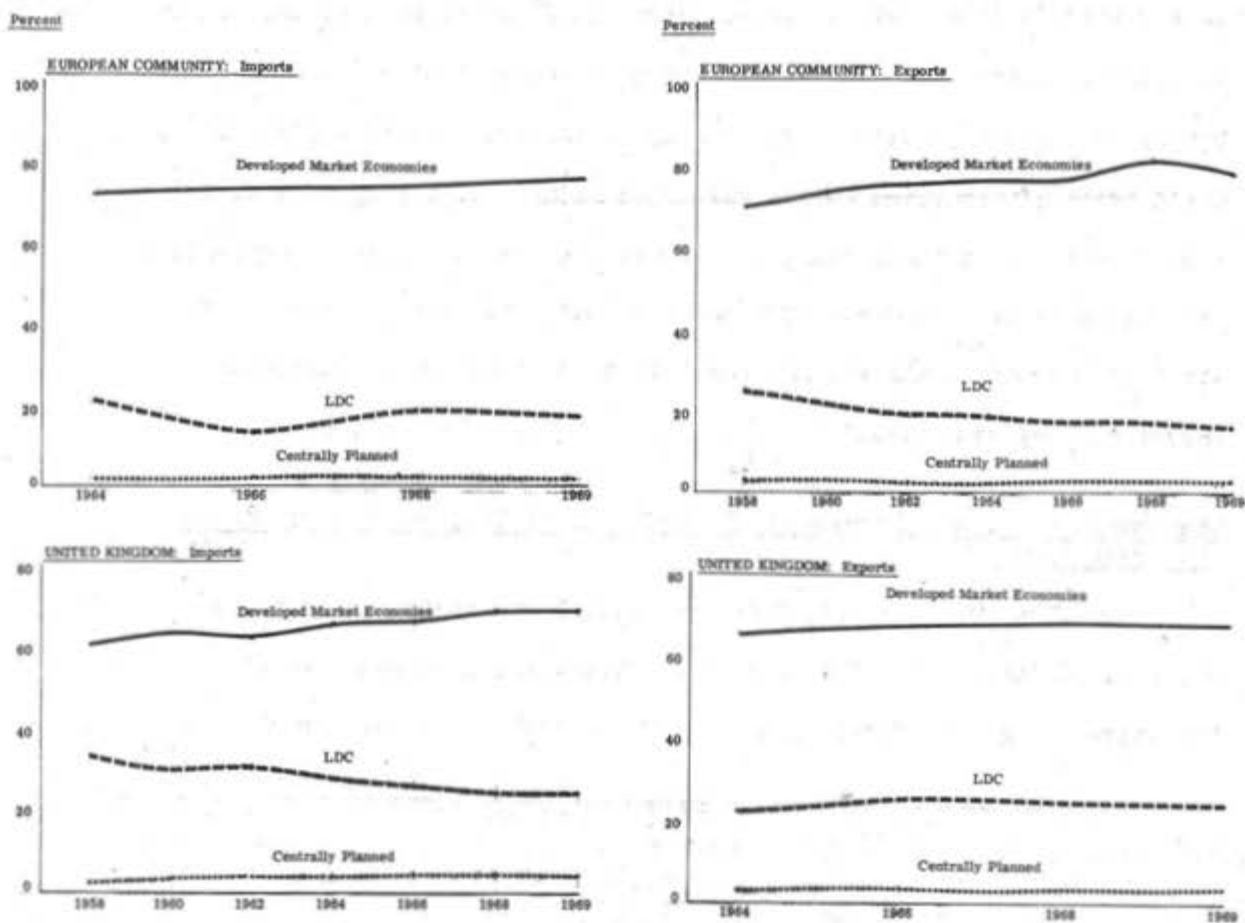 Percent
EUROPEAN COMMUNITY: Imports
100
80
60
40
20
0
Developed Market Economies
LDC
Centrally Planned
1964 1966 1968 1969
Percent
EUROPEAN COMMUNITY: Exports
100
80
60
40
20
0
Developed Market Economies
LDC
Centrally Planned
1958 1960 1962 1964 1966 1968 1969
UNITED KINGDOM: Imports
80
60
40
20
0
Developed Market Economies
LDC
Centrally Planned
1958 1960 1962 1964 1966 1968 1969
UNITED KINGDOM: Exports
80
60
40
20
0
Developed Market Economies
LDC
Centrally Planned
1964 1966 1968 1969